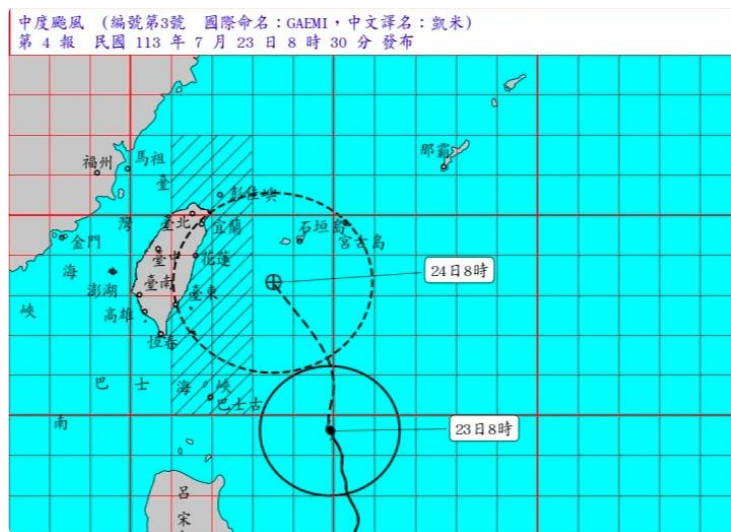 中度颱風 (編號第3號 國際命名：GAEMI，中文譯名：凱米)
第 4 報 民國 113 年 7 月 23 日 8 時 30 分 發布
那霸
福州
馬祖
臺
彭佳嶼
灣
臺北
宜蘭
石垣島
宮古島
金門
海
臺中
花蓮
24日8時
澎湖
臺南
臺東
峽
高雄
恆春
巴 士 海 峽
巴士古
南
23日8時
呂
宋